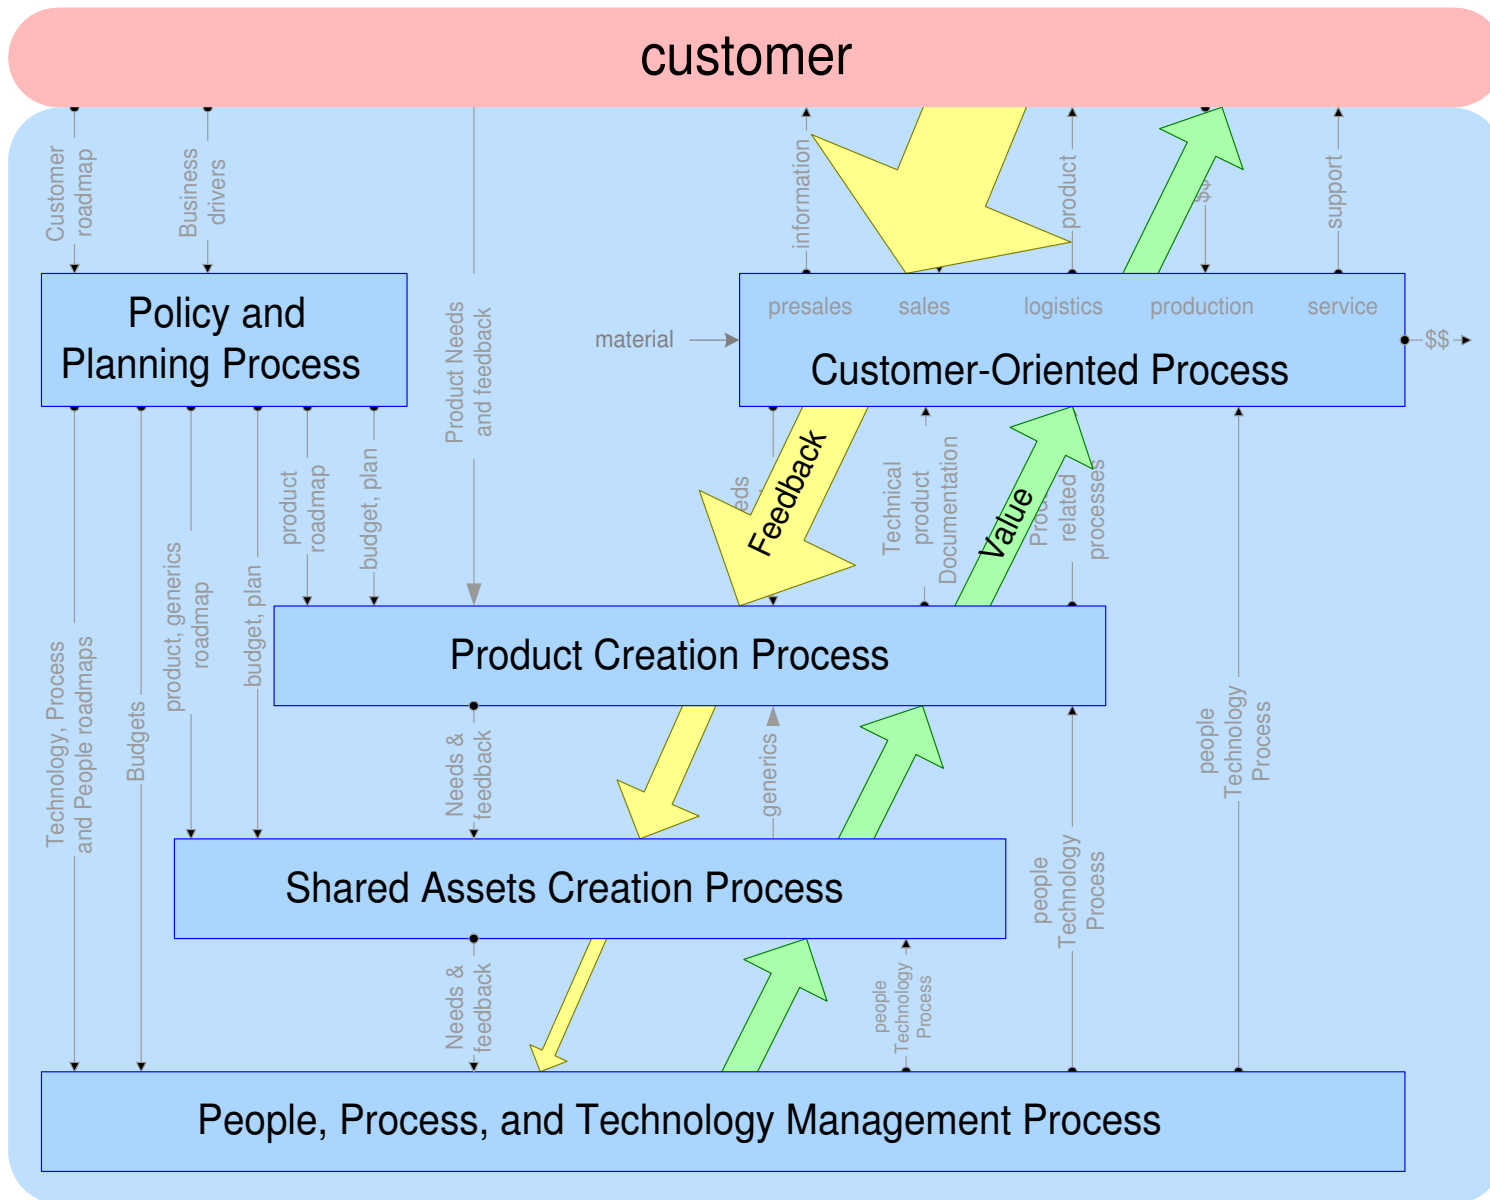 customer
Customer
roadmap
Business
drivers
information
product
$$
support
Policy and
Planning Process
Product Needs
and feedback
material
presales
sales
logistics
production
service
Customer-Oriented Process
$$
product
roadmap
budget, plan
Feedback
Technical
product
Documentation
Value
related
processes
Technology, Process
and People roadmaps
Budgets
product, generics
roadmap
budget, plan
Product Creation Process
Needs &
feedback
generics
people
Technology
Process
Shared Assets Creation Process
people
Technology
Process
Needs &
feedback
people
Technology
Process
People, Process, and Technology Management Process